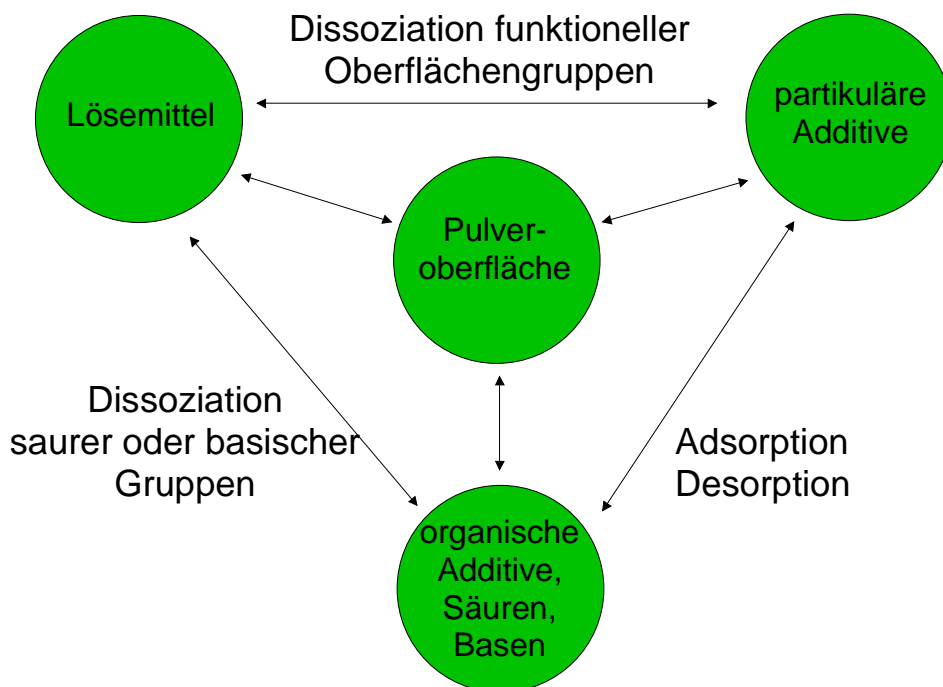 Dissoziation funktioneller
Oberflächengruppen
Lösemittel
partikuläre
Additive
Pulver-
oberfläche
Dissoziation
saurer oder basischer
Gruppen
Adsorption
Desorption
organische
Additive,
Säuren,
Basen